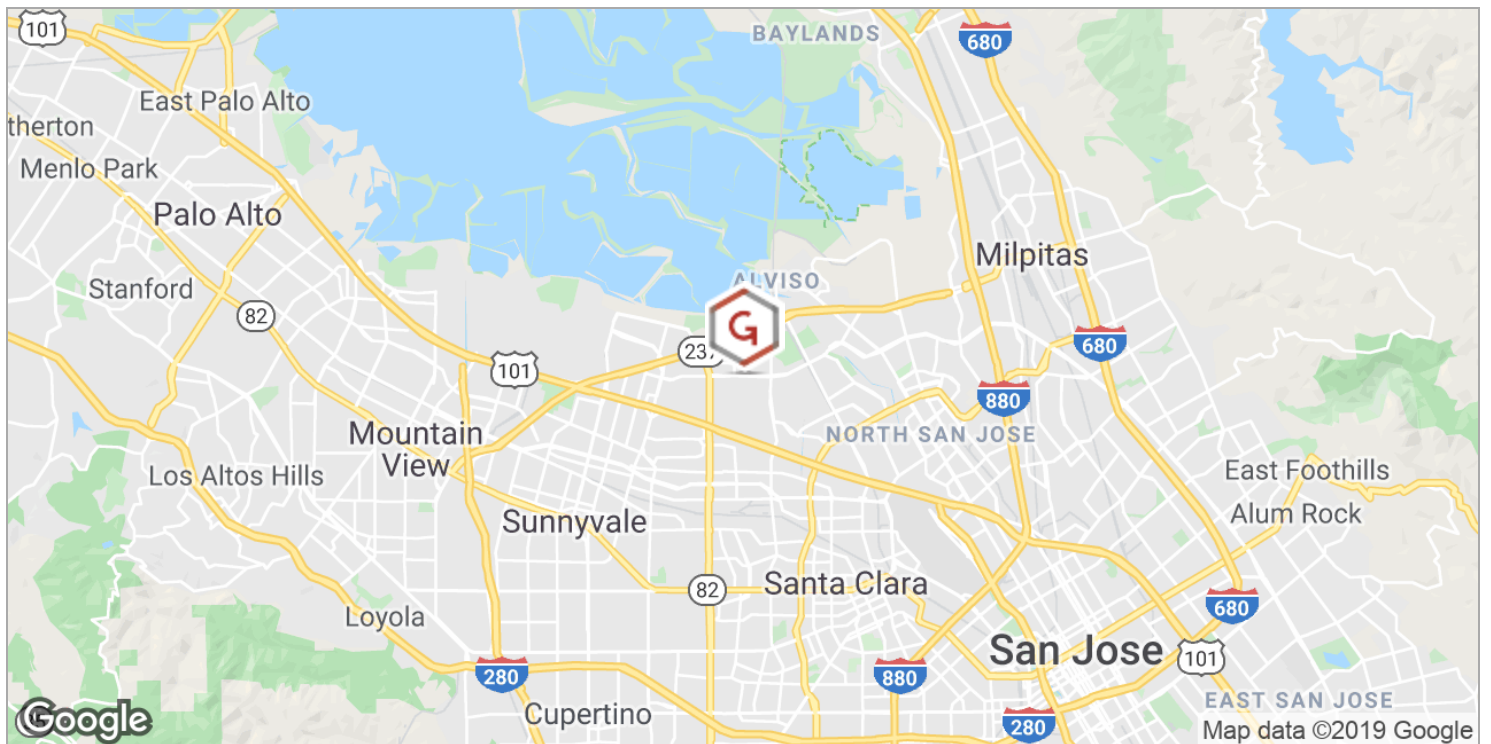 101
BAYLANDS
680
East Palo Alto
therton
Menlo Park
Palo Alto
Milpitas
ALVISO
Stanford
82
237
G
680
101
880
Mountain
View
NORTH SAN JOSE
Los Altos Hills
East Foothills
Alum Rock
Sunnyvale
Santa Clara
82
680
Loyola
San Jose
101
280
880
EAST SAN JOSE
Google
Cupertino
280
Map data ©2019 Google